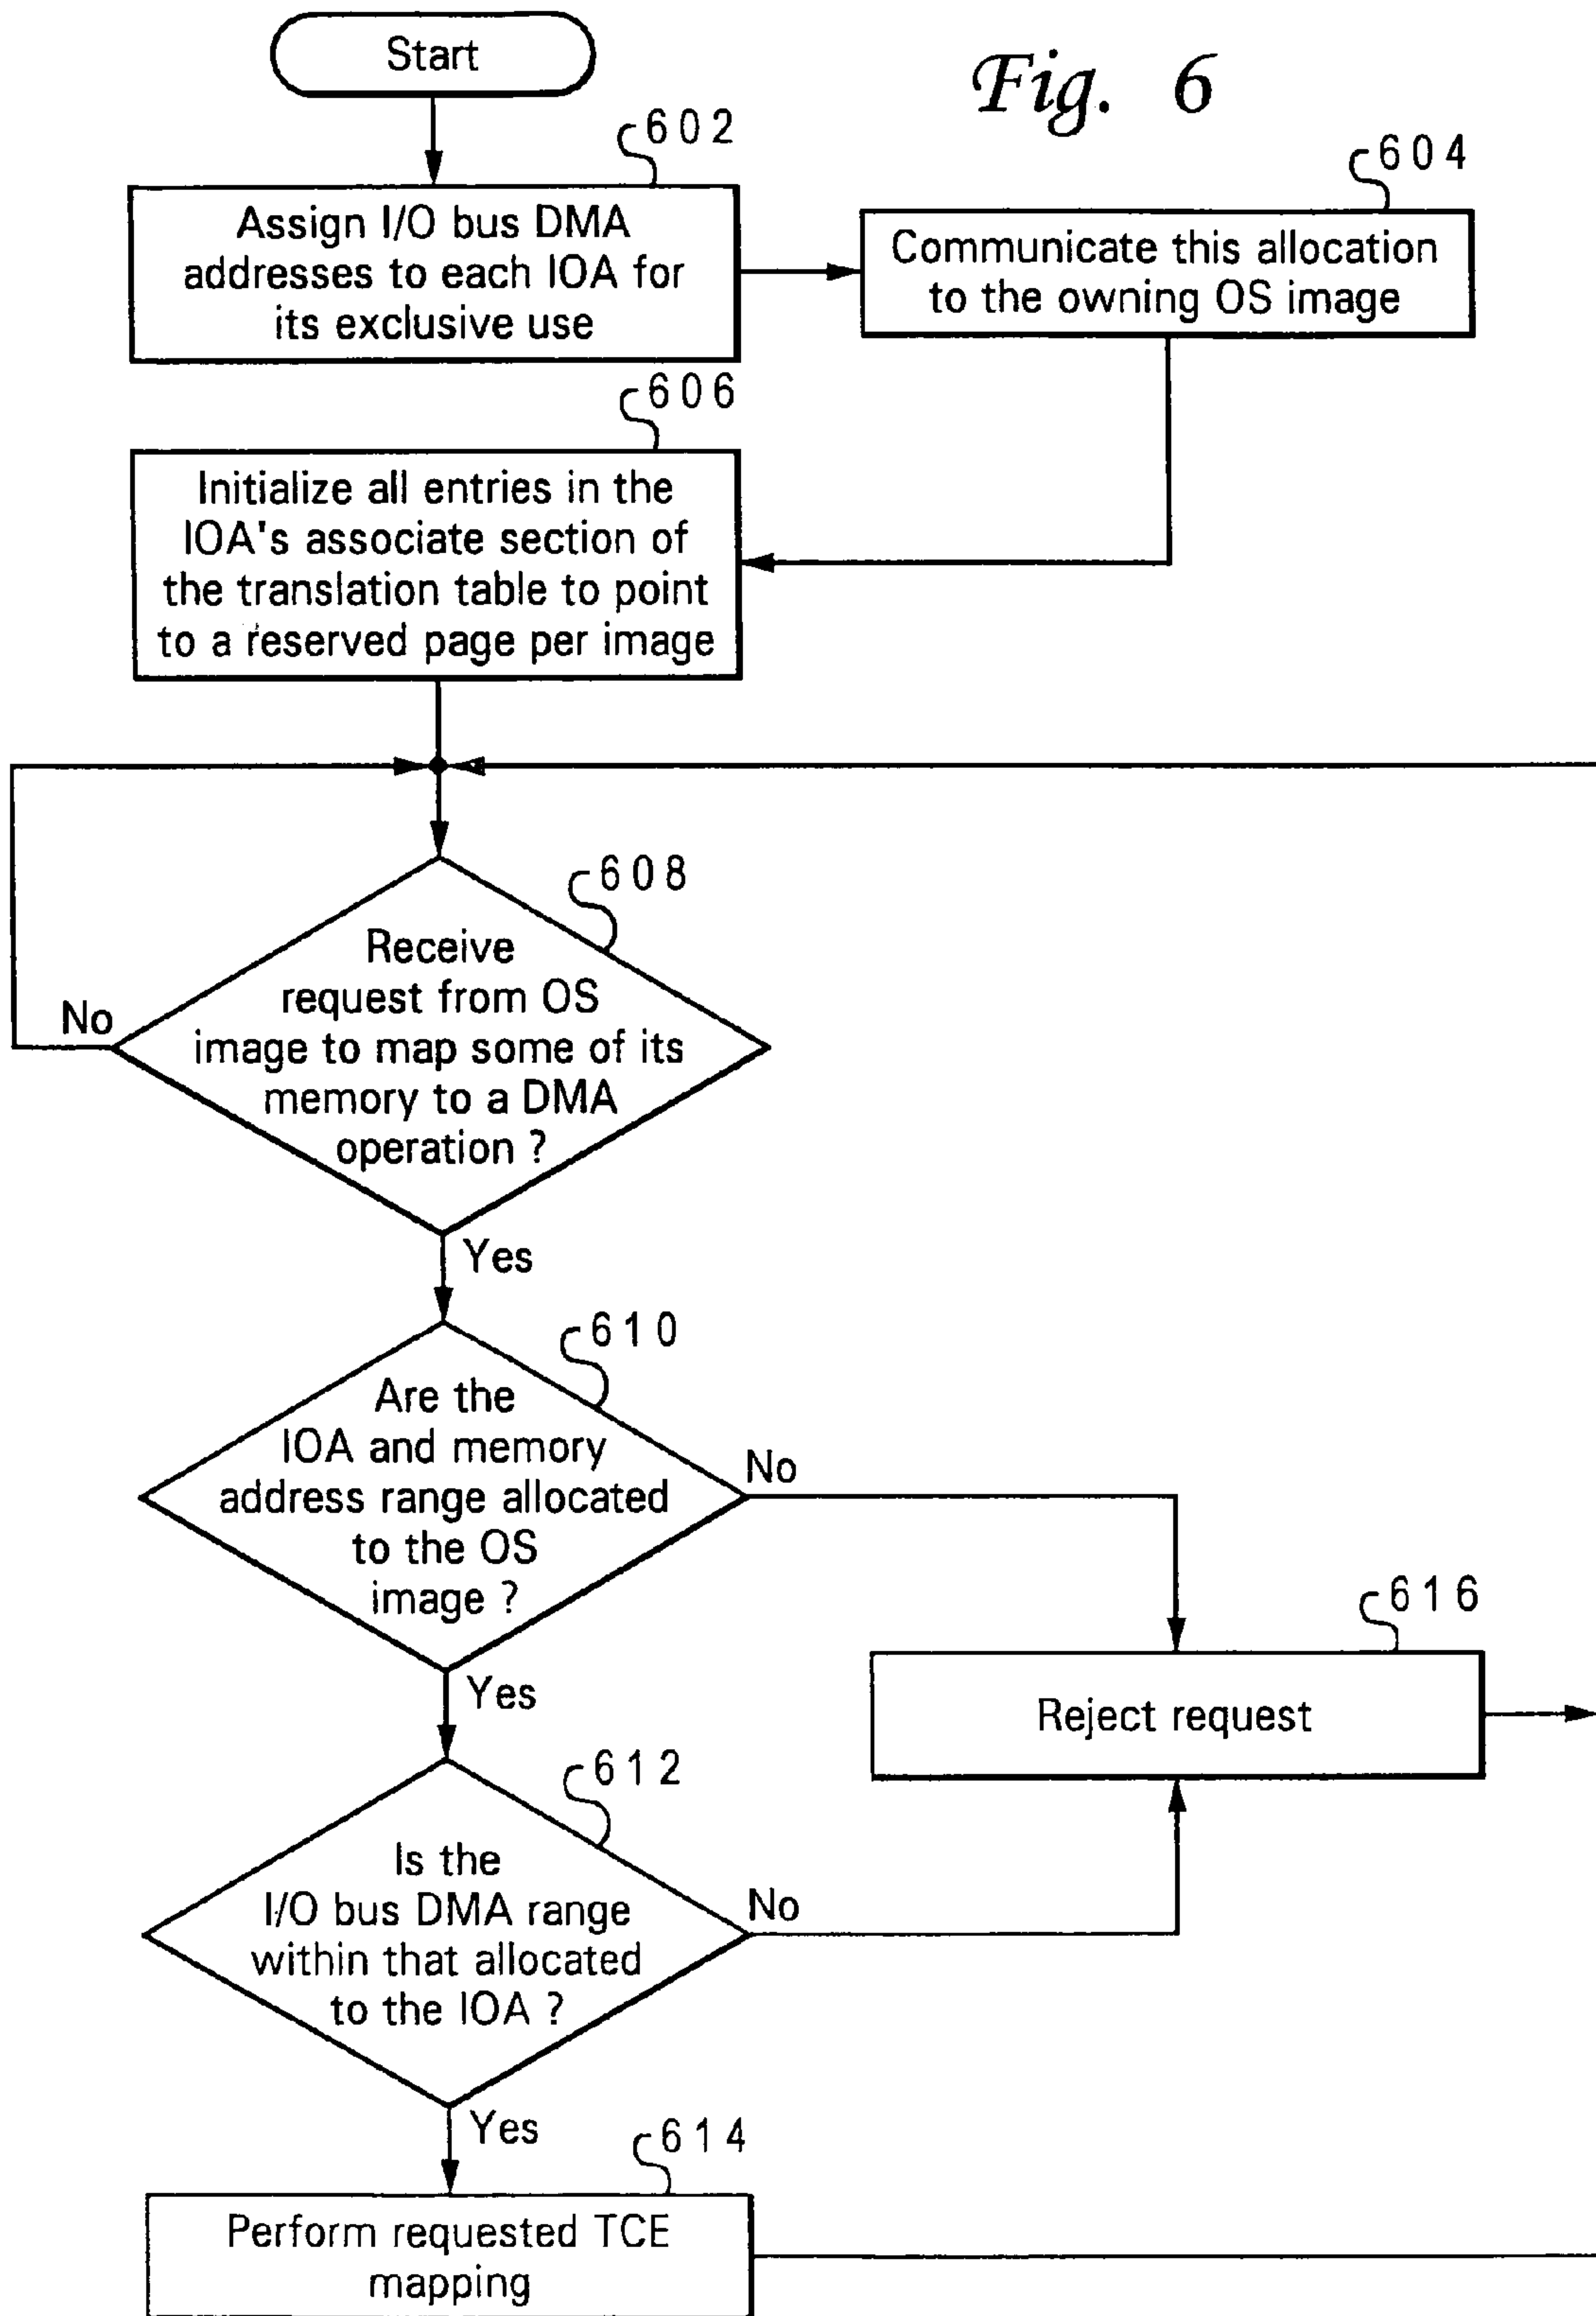 Start
Fig. 6
602
Assign I/O bus DMA
addresses to each IOA for
its exclusive use
604
Communicate this allocation
to the owning OS image
606
Initialize all entries in the
IOA's associate section of
the translation table to point
to a reserved page per image
608
Receive
request from OS
image to map some of its
memory to a DMA
operation ?
No
Yes
610
Are the
IOA and memory
address range allocated
to the OS
image ?
No
Yes
616
Reject request
612
Is the
I/O bus DMA range
within that allocated
to the IOA ?
No
Yes
614
Perform requested TCE
mapping